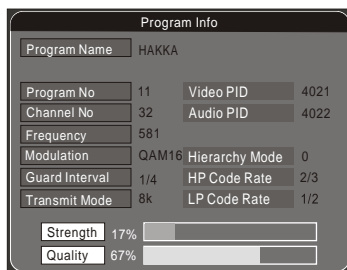 Program Info
Program Name HAKKA
Program No 11 Video PID 4021
Channel No 32 Audio PID 4022
Frequency 581
Modulation QAM16 Hierarchy Mode 0
Guard Interval 1/4 HP Code Rate 2/3
Transmit Mode 8k LP Code Rate 1/2
Strength 17%
Quality 67%